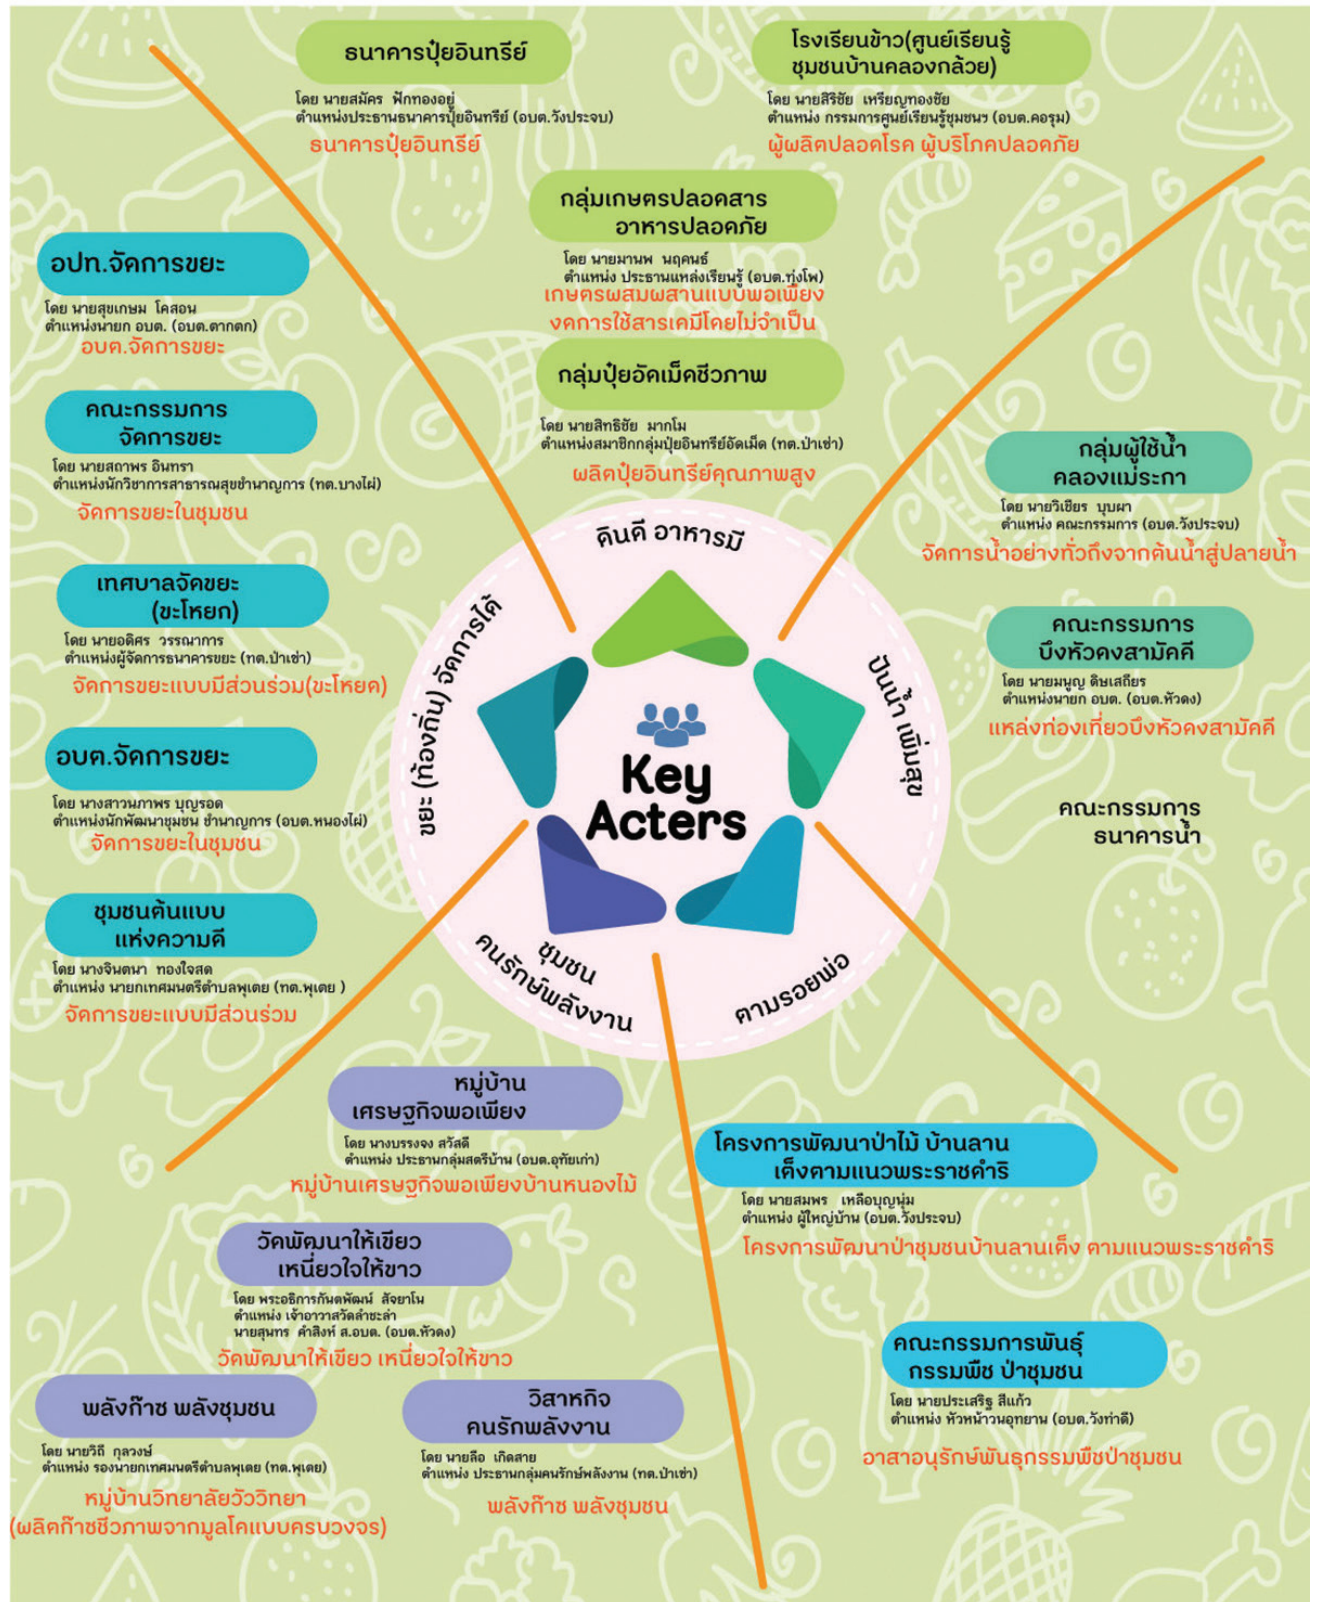 ธนาคารปุ๋ยอินทรีย์
โดย นายสมัคร ฟักทองอยู่
ตำแหน่งประธานธนาคารปุ๋ยอินทรีย์ (อบต.วังประจบ)
ธนาคารปุ๋ยอินทรีย์
โรงเรียนข้าว(ศูนย์เรียนรู้
ชุมชนบ้านคลองกล้วย)
โดย นายสิริชัย เหรียญทองชัย
ตำแหน่ง กรรมการศูนย์เรียนรู้ชุมชนฯ (อบต.คอรุม)
ผู้ผลิตปลอดโรค ผู้บริโภคปลอดภัย
กลุ่มเกษตรปลอดสาร
อาหารปลอดภัย
โดย นายมานพ นฤคนธ์
ตำแหน่ง ประธานแหล่งเรียนรู้ (อบต.ทุ่งโพ)
เกษตรผสมผสานแบบพอเพียง
งดการใช้สารเคมีโดยไม่จำเป็น
กลุ่มปุ๋ยอัดเม็ดชีวภาพ
โดย นายสิทธิชัย มากโม
ตำแหน่งสมาชิกกลุ่มปุ๋ยอินทรีย์อัดเม็ด (ทต.ป่าเซ่า)
ผลิตปุ๋ยอินทรีย์คุณภาพสูง
อปท.จัดการขยะ
โดย นายสุขเกษม โคสอน
ตำแหน่งนายก อบต. (อบต.ตากตก)
อบต.จัดการขยะ
คณะกรรมการ
จัดการขยะ
โดย นายสถาพร อินทรา
ตำแหน่งนักวิชาการสาธารณสุขชำนาญการ (ทต.บางไผ่)
จัดการขยะในชุมชน
เทศบาลจัดขยะ
(ขะโหยก)
โดย นายอดิศร วรรณาการ
ตำแหน่งผู้จัดการธนาคารขยะ (ทต.ป่าเซ่า)
จัดการขยะแบบมีส่วนร่วม(ขะโหยค)
อบต.จัดการขยะ
โดย นางสาวนภาพร บุญรอด
ตำแหน่งนักพัฒนาชุมชน ชำนาญการ (อบต.หนองไผ่)
จัดการขยะในชุมชน
ชุมชนต้นแบบ
แห่งความดี
โดย นางจินตนา ทองใจสด
ตำแหน่ง นายกเทศมนตรีตำบลพุเตย (ทต.พุเตย )
จัดการขยะแบบมีส่วนร่วม
กลุ่มผู้ใช้น้ำ
คลองแม่ระกา
โดย นายวิเชียร บุบผา
ตำแหน่ง คณะกรรมการ (อบต.วังประจบ)
จัดการน้ำอย่างทั่วถึงจากต้นน้ำสู่ปลายน้ำ
คณะกรรมการ
บึงหัวดงสามัคคี
โดย นายมนูญ ดิษเสถียร
ตำแหน่งนายก อบต. (อบต.หัวดง)
แหล่งท่องเที่ยวบึงหัวดงสามัคคี
คณะกรรมการ
ธนาคารน้ำ
ดินดี อาหารมี
ขยะ (ท้องถิ่น) จัดการได้
ปันน้ำ เพิ่มสุข
Key
Acters
ชุมชน
คนรักษ์พลังงาน
ตามรอยพ่อ
หมู่บ้าน
เศรษฐกิจพอเพียง
โดย นางบรรจง สวัสดี
ตำแหน่ง ประธานกลุ่มสตรีบ้าน (อบต.อุทัยเก่า)
หมู่บ้านเศรษฐกิจพอเพียงบ้านหนองไม้
วัดพัฒนาให้เขียว
เหนี่ยวใจให้ขาว
โดย พระอธิการกันตพัฒน์ สัจยาโน
ตำแหน่ง เจ้าอาวาสวัดลำชะล่า
นายสุนทร คำสิงห์ ส.อบต. (อบต.หัวดง)
วัดพัฒนาให้เขียว เหนี่ยวใจให้ขาว
พลังก๊าซ พลังชุมชน
โดย นายวิถี กุลวงษ์
ตำแหน่ง รองนายกเทศมนตรีตำบลพุเตย (ทต.พุเตย)
หมู่บ้านวิทยาลัยวัววิทยา
(ผลิตก๊าซชีวภาพจากมูลโคแบบครบวงจร)
วิสาหกิจ
คนรักพลังงาน
โดย นายลือ เกิดสาย
ตำแหน่ง ประธานกลุ่มคนรักษ์พลังงาน (ทต.ป่าเซ่า)
พลังก๊าซ พลังชุมชน
โครงการพัฒนาป่าไม้ บ้านลาน
เต็งตามแนวพระราชดำริ
โดย นายสมพร เหลือบุญนุ่ม
ตำแหน่ง ผู้ใหญ่บ้าน (อบต.วังประจบ)
โครงการพัฒนาป่าชุมชนบ้านลานเต็ง ตามแนวพระราชดำริ
คณะกรรมการพันธุ์
กรรมพืช ป่าชุมชน
โดย นายประเสริฐ สีแก้ว
ตำแหน่ง หัวหน้าวนอุทยาน (อบต.วังท่าดี)
อาสาอนุรักษ์พันธุกรรมพืชป่าชุมชน